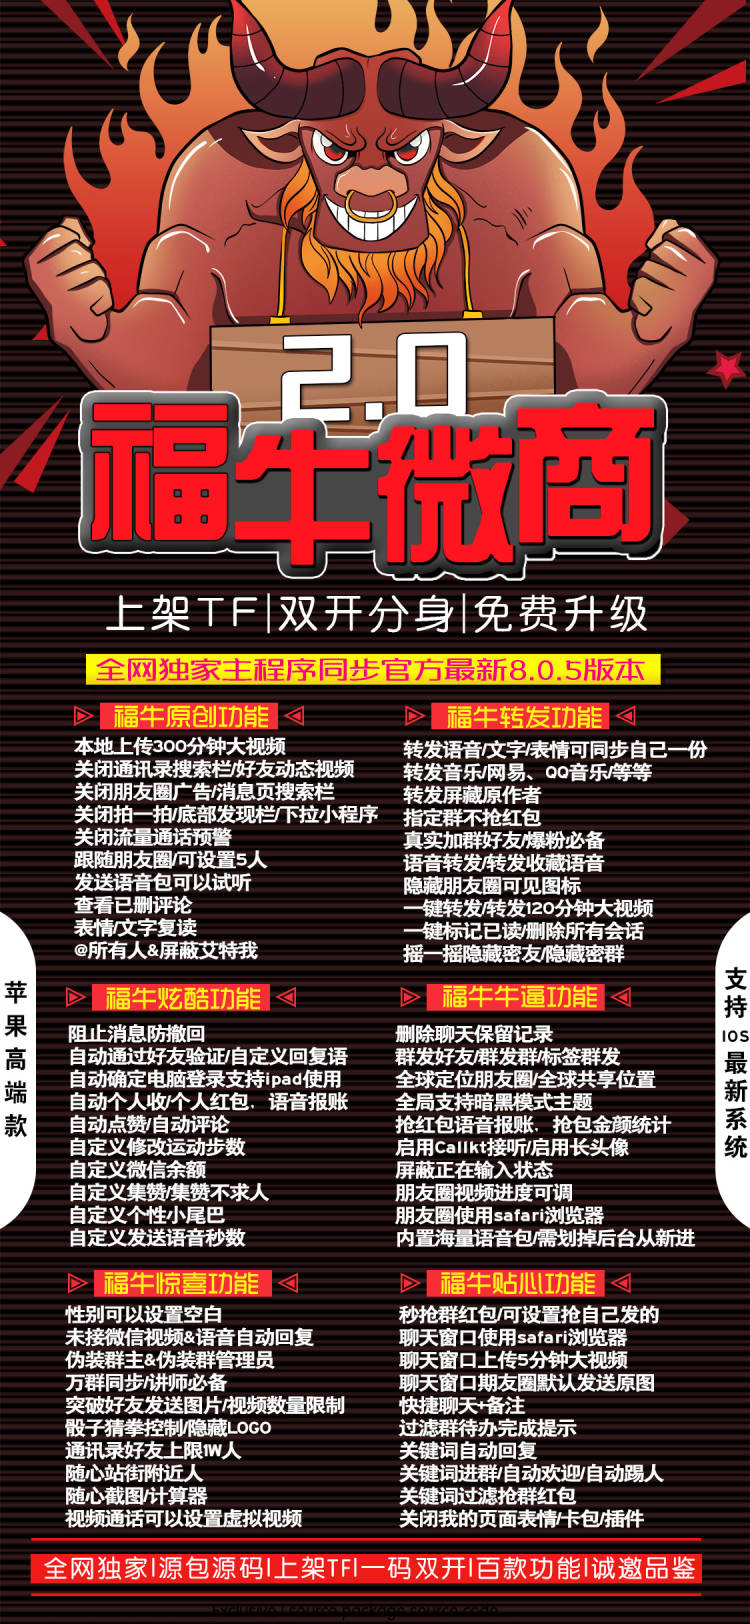 2.0
福牛微商
上架TF|双开分身|免费升级
全网独家主程序同步官方最新8.0.5版本
福牛原创功能
本地上传300分钟大视频
关闭通讯录搜索栏/好友动态视频
关闭朋友圈广告/消息页搜索栏
关闭拍一拍/底部发现栏/下拉小程序
关闭流量通话预警
跟随朋友圈/可设置5人
发送语音包可以试听
查看已删评论
表情/文字复读
@所有人&屏蔽艾特我
福牛转发功能
转发语音/文字/表情可同步自己一份
转发音乐/网易、QQ音乐/等等
转发屏藏原作者
指定群不抢红包
真实加群好友/爆粉必备
语音转发/转发收藏语音
隐藏朋友圈可见图标
一键转发/转发120分钟大视频
一键标记已读/删除所有会话
摇一摇隐藏密友/隐藏密群
苹果高端款
支持IOS最新系统
福牛炫酷功能
阻止消息防撤回
自动通过好友验证/自定义回复语
自动确定电脑登录支持ipad使用
自动个人收/个人红包，语音报账
自动点赞/自动评论
自定义修改运动步数
自定义微信余额
自定义集赞/集赞不求人
自定义个性小尾巴
自定义发送语音秒数
福牛牛逼功能
删除聊天保留记录
群发好友/群发群/标签群发
全球定位朋友圈/全球共享位置
全局支持暗黑模式主题
抢红包语音报账，抢包金颜统计
启用Callkt接听/启用长头像
屏蔽正在输入状态
朋友圈视频进度可调
朋友圈使用safari浏览器
内置海量语音包/需划掉后台从新进
福牛惊喜功能
性别可以设置空白
未接微信视频&语音自动回复
伪装群主&伪装群管理员
万群同步/讲师必备
突破好友发送图片/视频数量限制
骰子猜拳控制/隐藏LOGO
通讯录好友上限1W人
随心站街附近人
随心截图/计算器
视频通话可以设置虚拟视频
福牛贴心功能
秒抢群红包/可设置抢自己发的
聊天窗口使用safari浏览器
聊天窗口上传5分钟大视频
聊天窗口期友圈默认发送原图
快捷聊天+备注
过滤群待办完成提示
关键词自动回复
关键词进群/自动欢迎/自动踢人
关键词过滤抢群红包
关闭我的页面表情/卡包/插件
全网独家|源包源码|上架TF|一码双开|百款功能|诚邀品鉴
Exclusive | source package source code